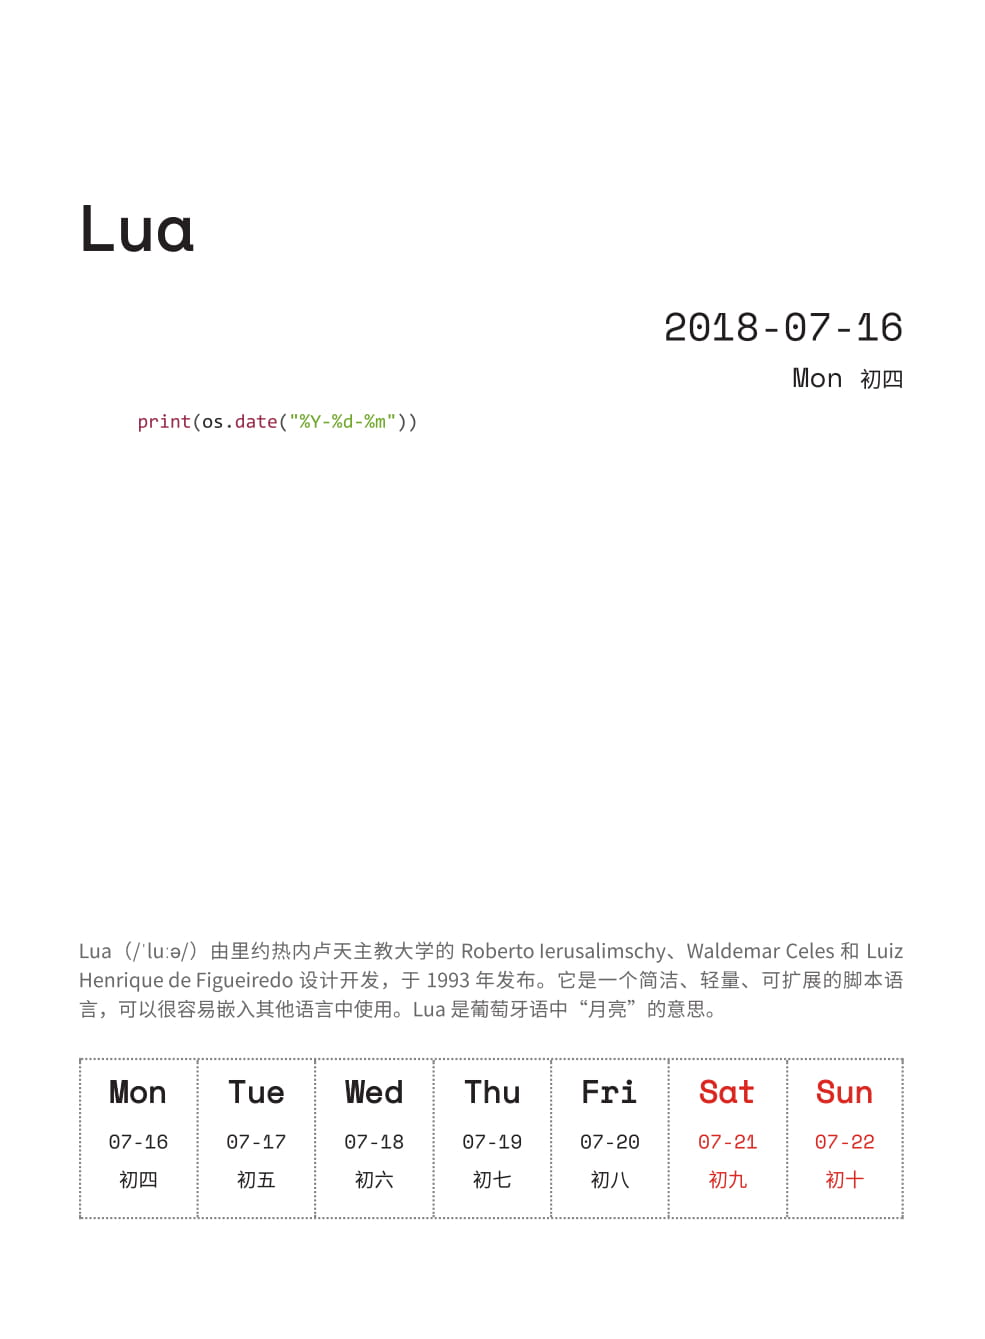 Lua
2018-07-16
Mon 初四
print(os.date("%Y-%d-%m"))
Lua（/ˈluːə/）由里约热内卢天主教大学的 Roberto Ierusalimschy、Waldemar Celes 和 Luiz
Henrique de Figueiredo 设计开发，于 1993 年发布。它是一个简洁、轻量、可扩展的脚本语
言，可以很容易嵌入其他语言中使用。Lua 是葡萄牙语中“月亮”的意思。
Mon Tue Wed Thu Fri Sat Sun
07-16 07-17 07-18 07-19 07-20 07-21 07-22
初四 初五 初六 初七 初八 初九 初十